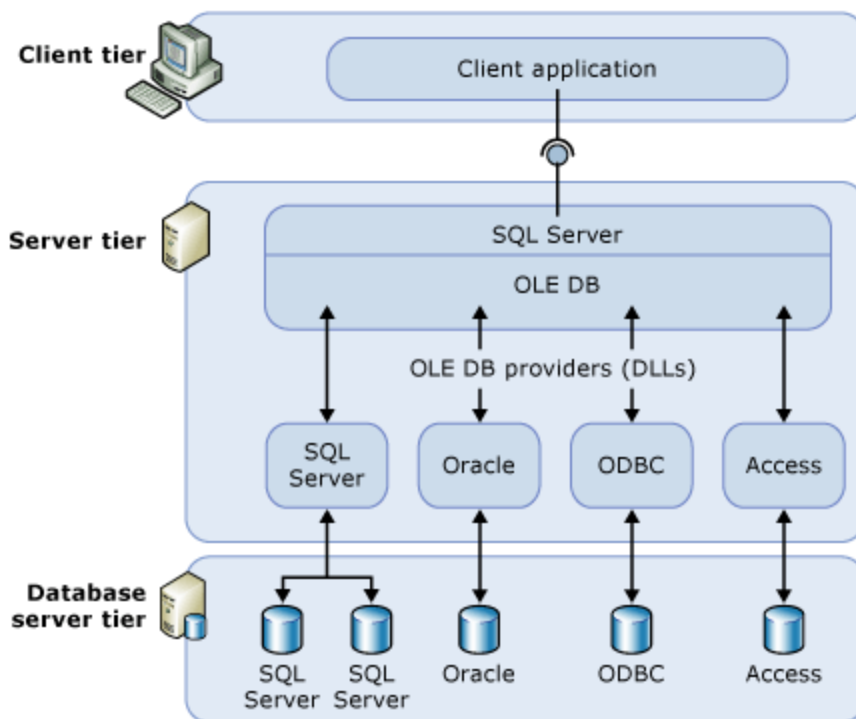 Client tier
Client application
Server tier
SQL Server
OLE DB
OLE DB providers (DLLs)
SQL
Server
Oracle
ODBC
Access
Database
server tier
SQL
Server
SQL
Server
Oracle
ODBC
Access